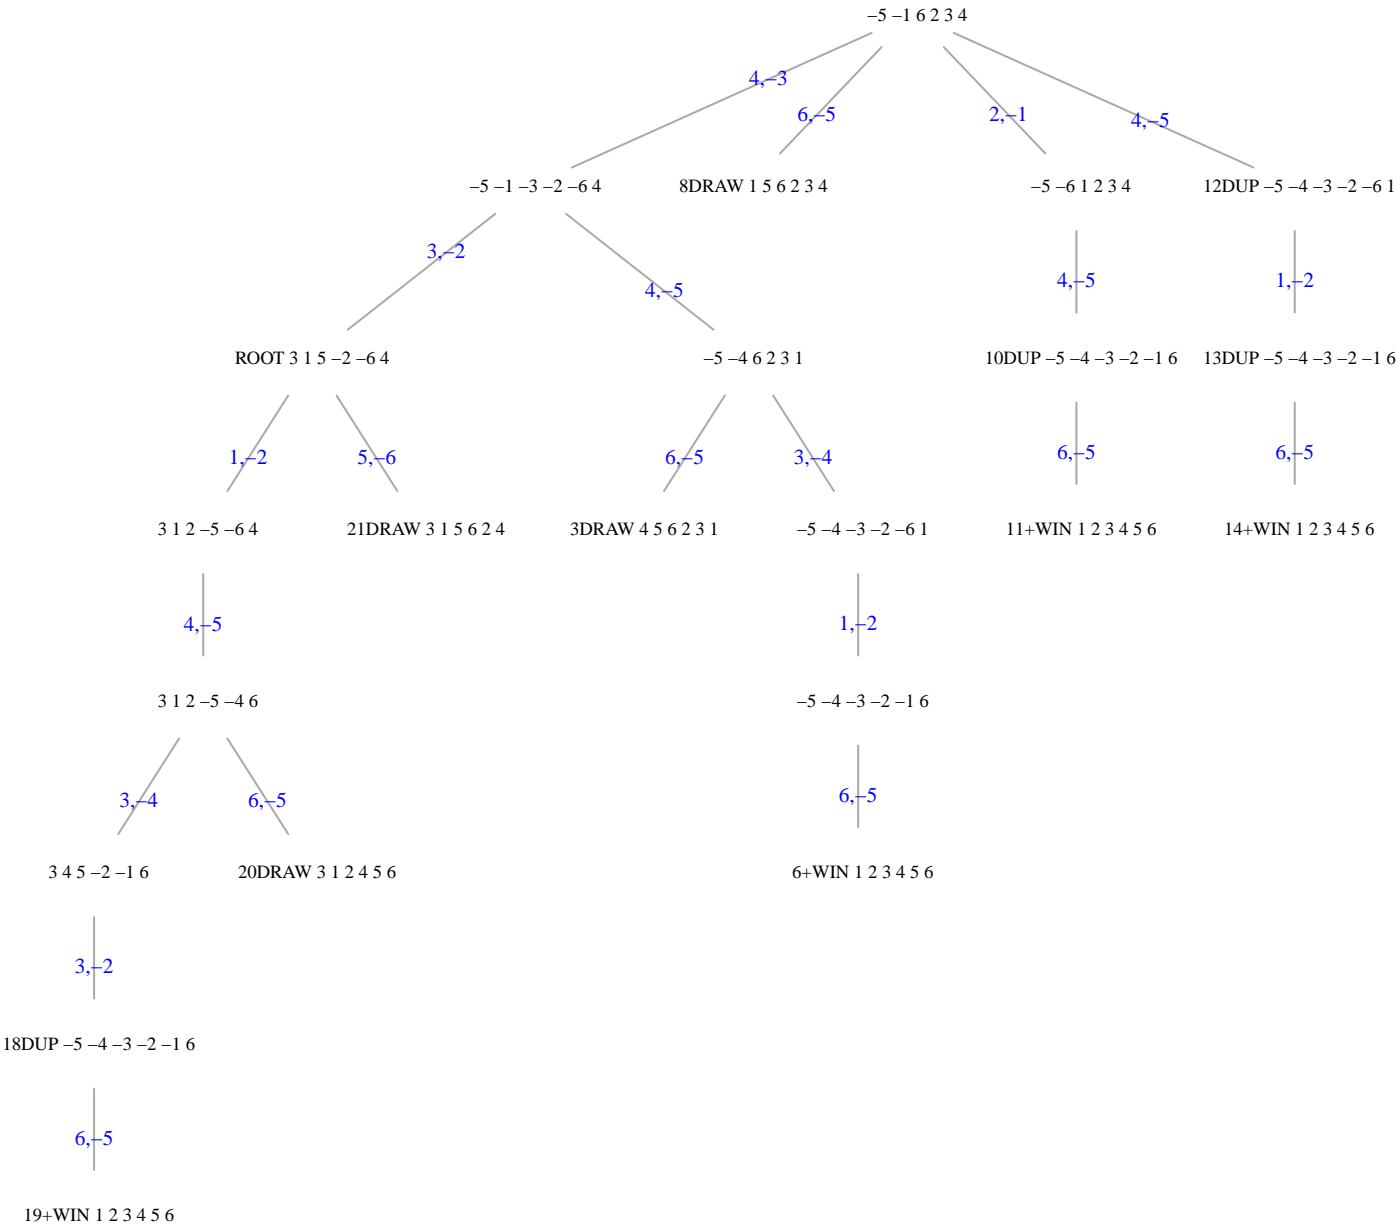 –5 –1 6 2 3 4
4,–3
6,–5
2,–1
4,–5
–5 –1 –3 –2 –6 4
8DRAW 1 5 6 2 3 4
–5 –6 1 2 3 4
12DUP –5 –4 –3 –2 –6 1
3,–2
4,–5
4,–5
1,–2
ROOT 3 1 5 –2 –6 4
–5 –4 6 2 3 1
10DUP –5 –4 –3 –2 –1 6
13DUP –5 –4 –3 –2 –1 6
1,–2
5,–6
6,–5
3,–4
6,–5
6,–5
3 1 2 –5 –6 4
21DRAW 3 1 5 6 2 4
3DRAW 4 5 6 2 3 1
–5 –4 –3 –2 –6 1
11+WIN 1 2 3 4 5 6
14+WIN 1 2 3 4 5 6
4,–5
1,–2
3 1 2 –5 –4 6
–5 –4 –3 –2 –1 6
3,–4
6,–5
6,–5
3 4 5 –2 –1 6
20DRAW 3 1 2 4 5 6
6+WIN 1 2 3 4 5 6
3,–2
18DUP –5 –4 –3 –2 –1 6
6,–5
19+WIN 1 2 3 4 5 6